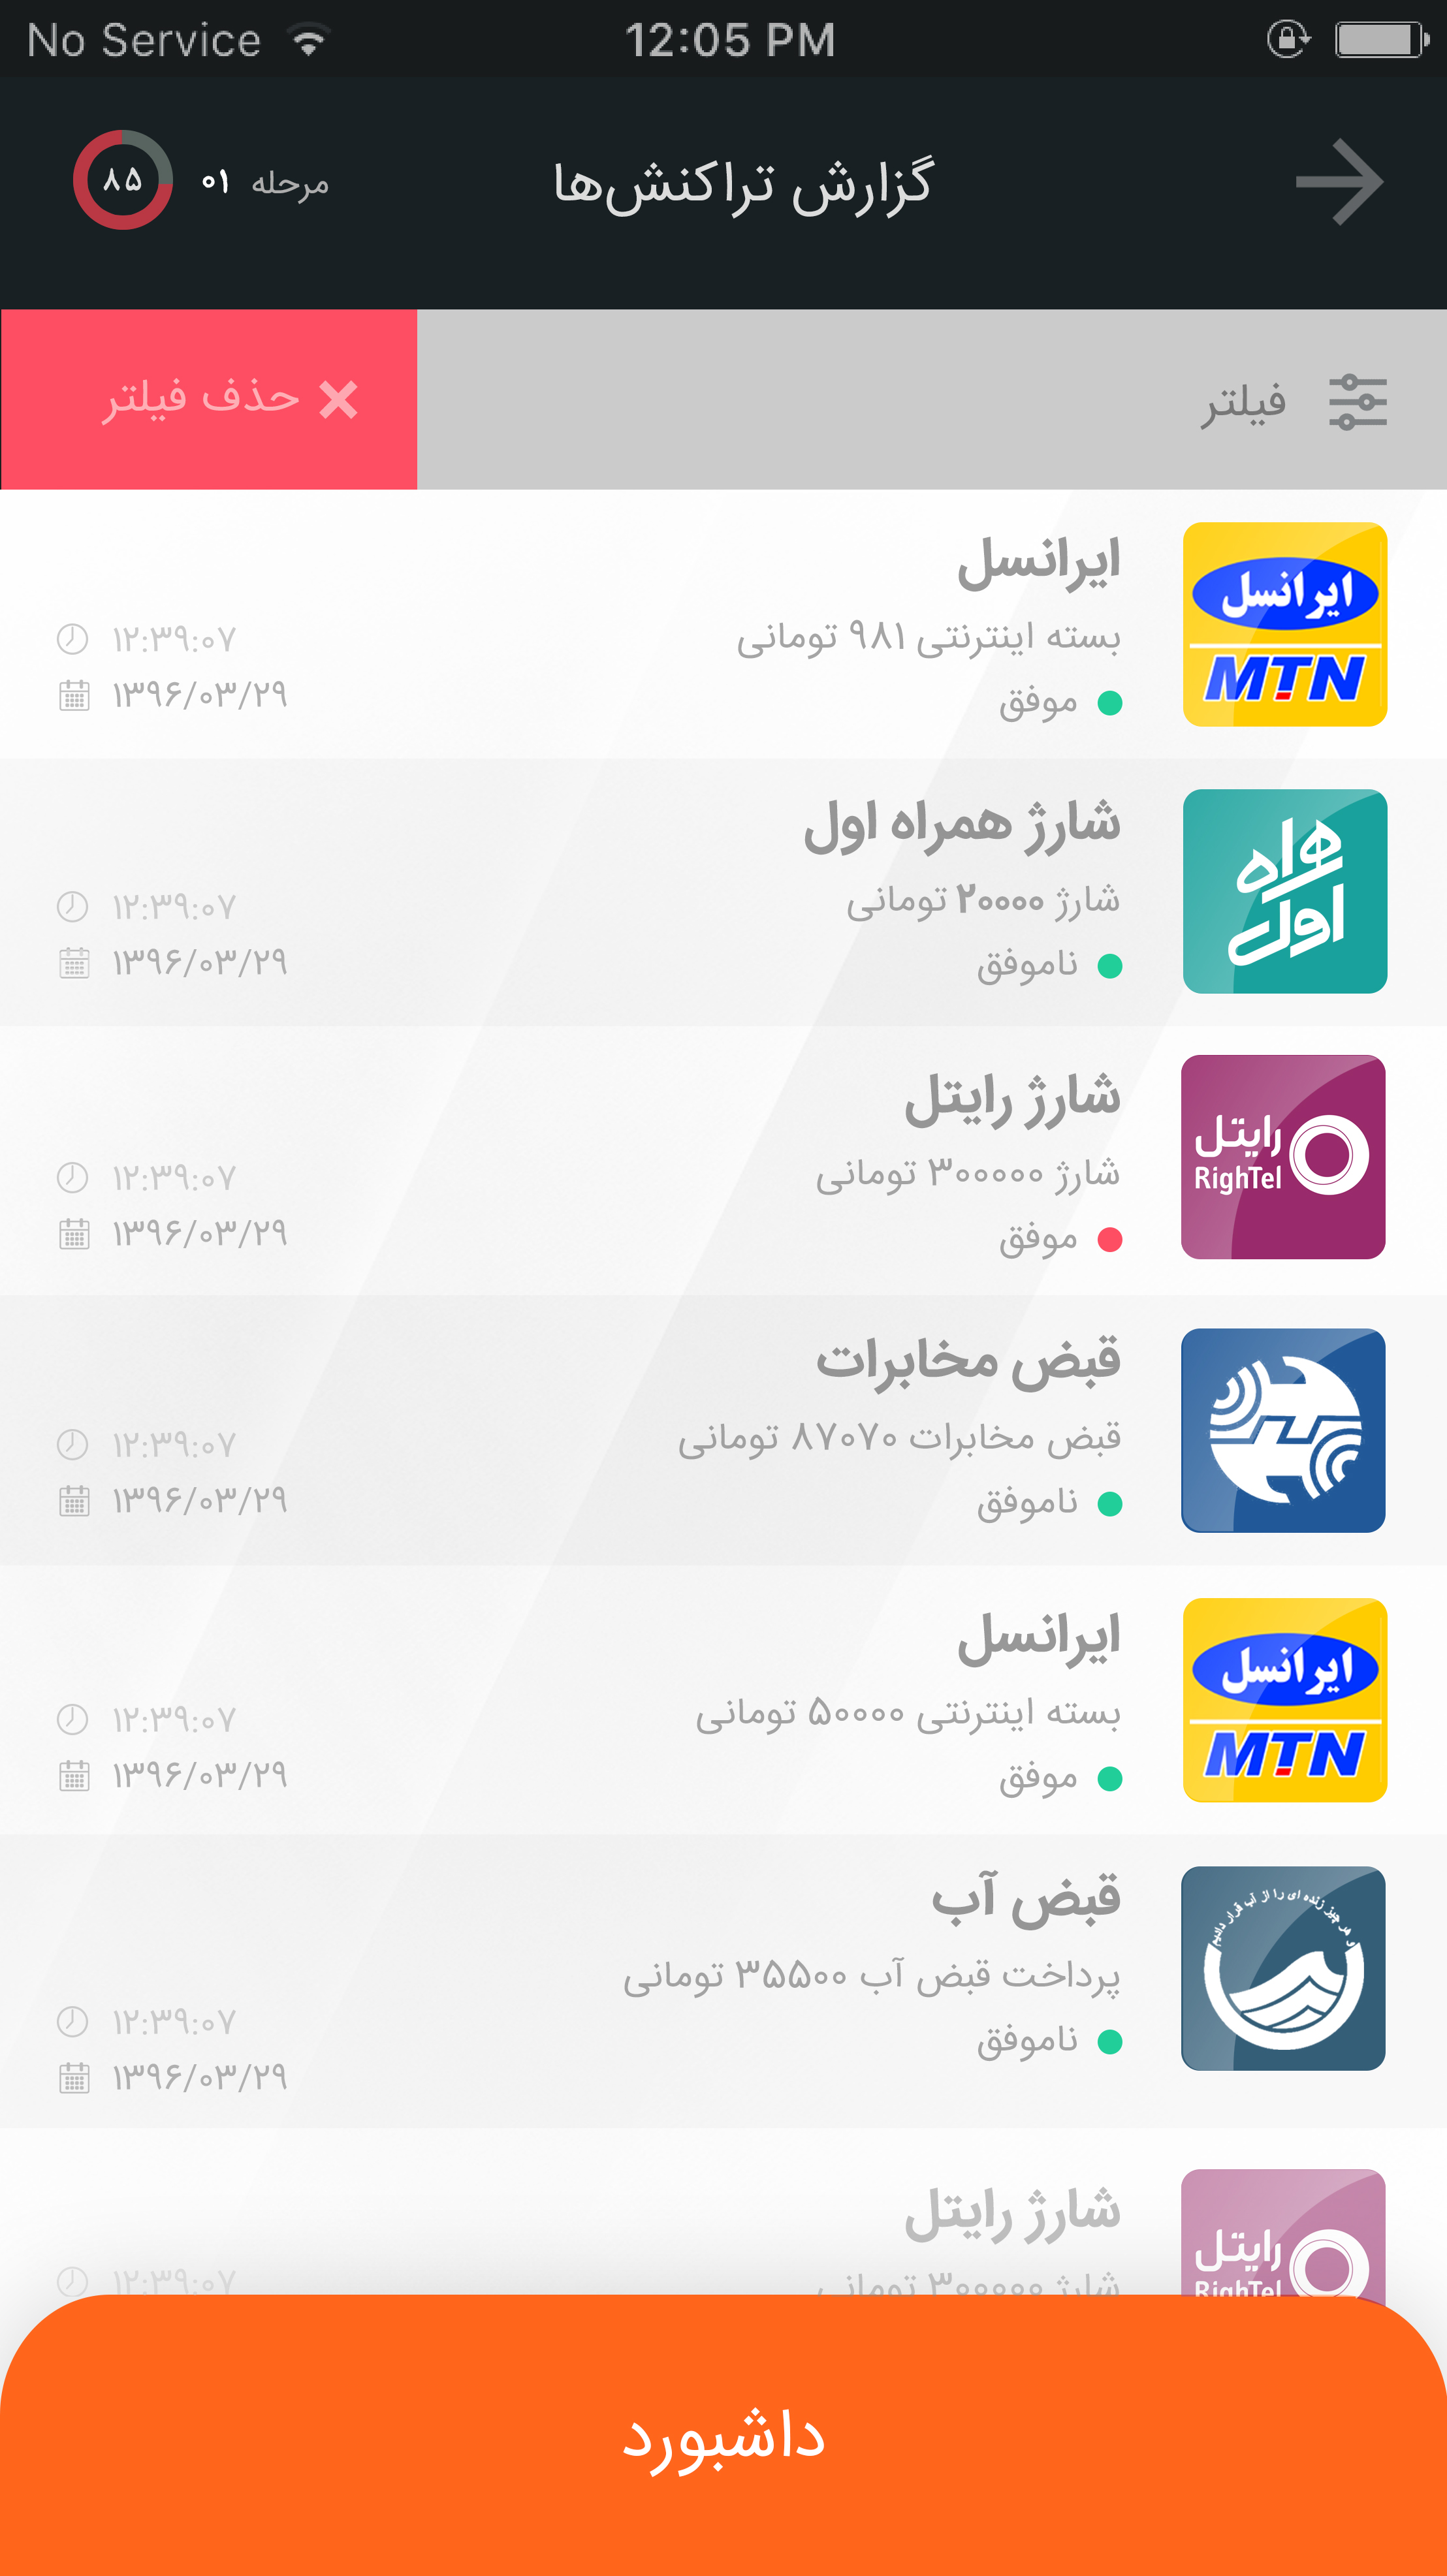 No Service 12:05 PM
گزارش تراکنش‌ها
مرحله ۰۱
۸۵
فیلتر
حذف فیلتر
ایرانسل
MTN
ایرانسل
بسته اینترنتی ۹۸۱ تومانی
موفق
۱۲:۳۹:۰۷
۱۳۹۶/۰۳/۲۹
همراه اول
شارژ همراه اول
شارژ ۲۰۰۰۰ تومانی
ناموفق
۱۲:۳۹:۰۷
۱۳۹۶/۰۳/۲۹
رایتل
RighTel
شارژ رایتل
شارژ ۳۰۰۰۰۰ تومانی
موفق
۱۲:۳۹:۰۷
۱۳۹۶/۰۳/۲۹
قبض مخابرات
قبض مخابرات ۸۷۰۷۰ تومانی
ناموفق
۱۲:۳۹:۰۷
۱۳۹۶/۰۳/۲۹
ایرانسل
MTN
ایرانسل
بسته اینترنتی ۵۰۰۰۰ تومانی
موفق
۱۲:۳۹:۰۷
۱۳۹۶/۰۳/۲۹
و هر چیز زنده ای را از آب قرار دادیم
قبض آب
پرداخت قبض آب ۳۵۵۰۰ تومانی
ناموفق
۱۲:۳۹:۰۷
۱۳۹۶/۰۳/۲۹
رایتل
RighTel
شارژ رایتل
شارژ ۳۰۰۰۰۰ تومانی
۱۲:۳۹:۰۷
داشبورد